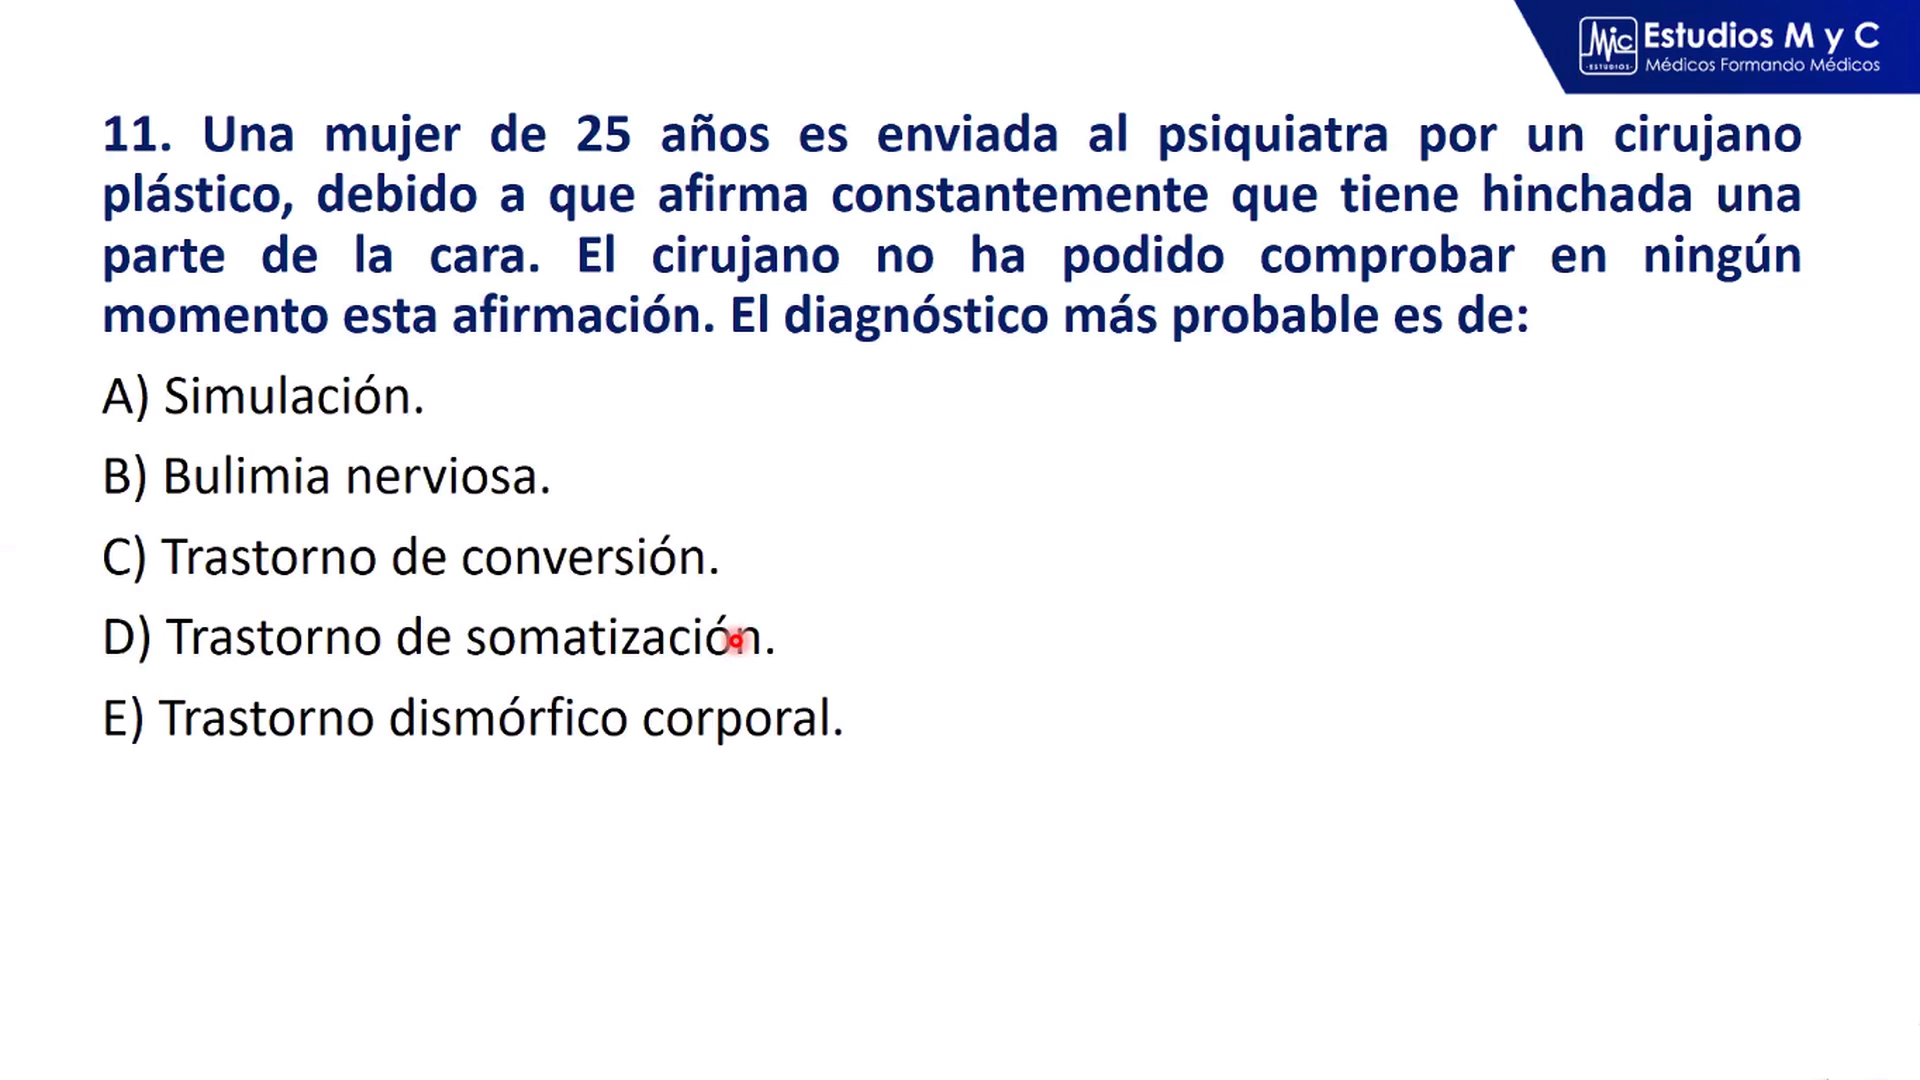 Estudios M y C
Médicos Formando Médicos
MyC
ESTUDIOS
11. Una mujer de 25 años es enviada al psiquiatra por un cirujano
plástico, debido a que afirma constantemente que tiene hinchada una
parte de la cara. El cirujano no ha podido comprobar en ningún
momento esta afirmación. El diagnóstico más probable es de:
A) Simulación.
B) Bulimia nerviosa.
C) Trastorno de conversión.
D) Trastorno de somatización.
E) Trastorno dismórfico corporal.